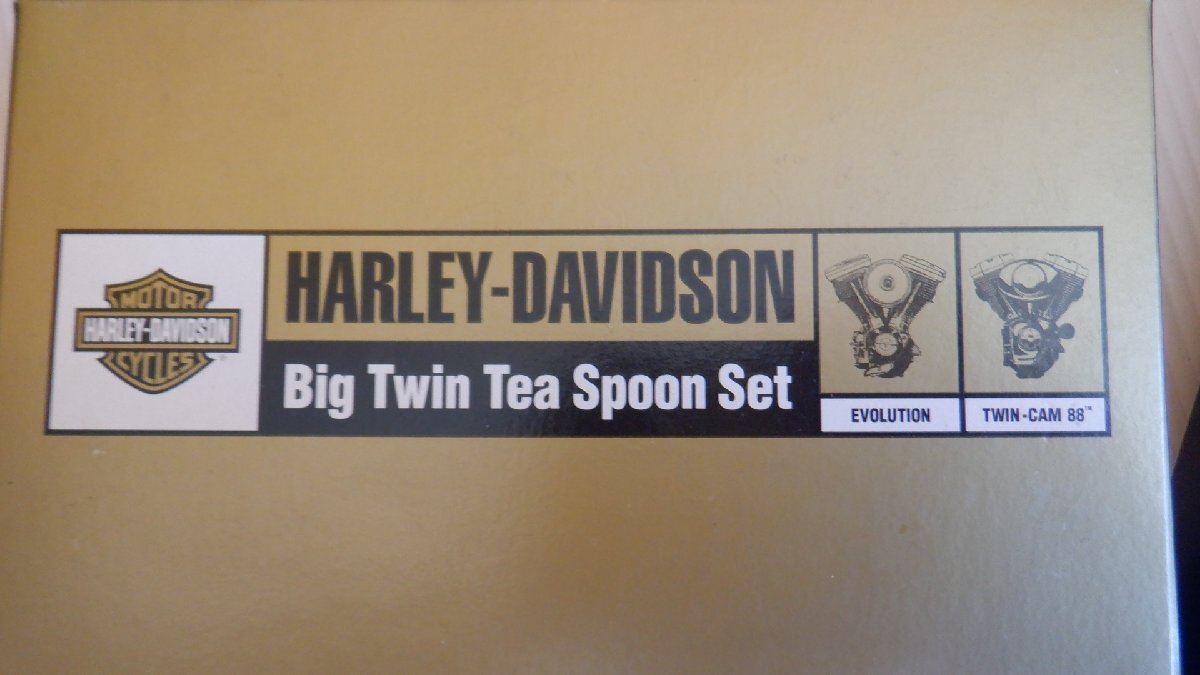 MOTOR
HARLEY-DAVIDSON
CYCLES
®
HARLEY-DAVIDSON
Big Twin Tea Spoon Set
EVOLUTION
TWIN-CAM 88™